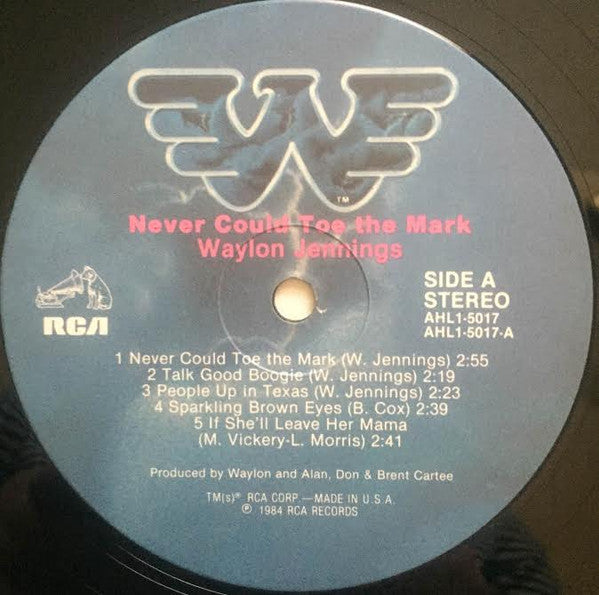 W
TM
Never Could Toe the Mark
Waylon Jennings
RCA
SIDE A
STEREO
AHL1-5017
AHL1-5017-A
1 Never Could Toe the Mark (W. Jennings) 2:55
2 Talk Good Boogie (W. Jennings) 2:19
3 People Up in Texas (W. Jennings) 2:23
4 Sparkling Brown Eyes (B. Cox) 2:39
5 If She'll Leave Her Mama
(M. Vickery-L. Morris) 2:41
Produced by Waylon and Alan, Don & Brent Cartee
TM(s)® RCA CORP.—MADE IN U.S.A.
℗ 1984 RCA RECORDS